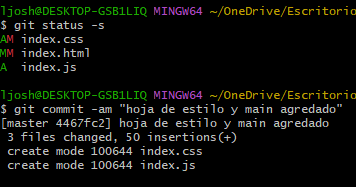 ljosh@DESKTOP-GSB1LIQ MINGW64 ~/OneDrive/Escritorio
$ git status -s
AM index.css
MM index.html
A  index.js
ljosh@DESKTOP-GSB1LIQ MINGW64 ~/OneDrive/Escritorio
$ git commit -am "hoja de estilo y main agredado"
[master 4467fc2] hoja de estilo y main agredado
 3 files changed, 50 insertions(+)
 create mode 100644 index.css
 create mode 100644 index.js